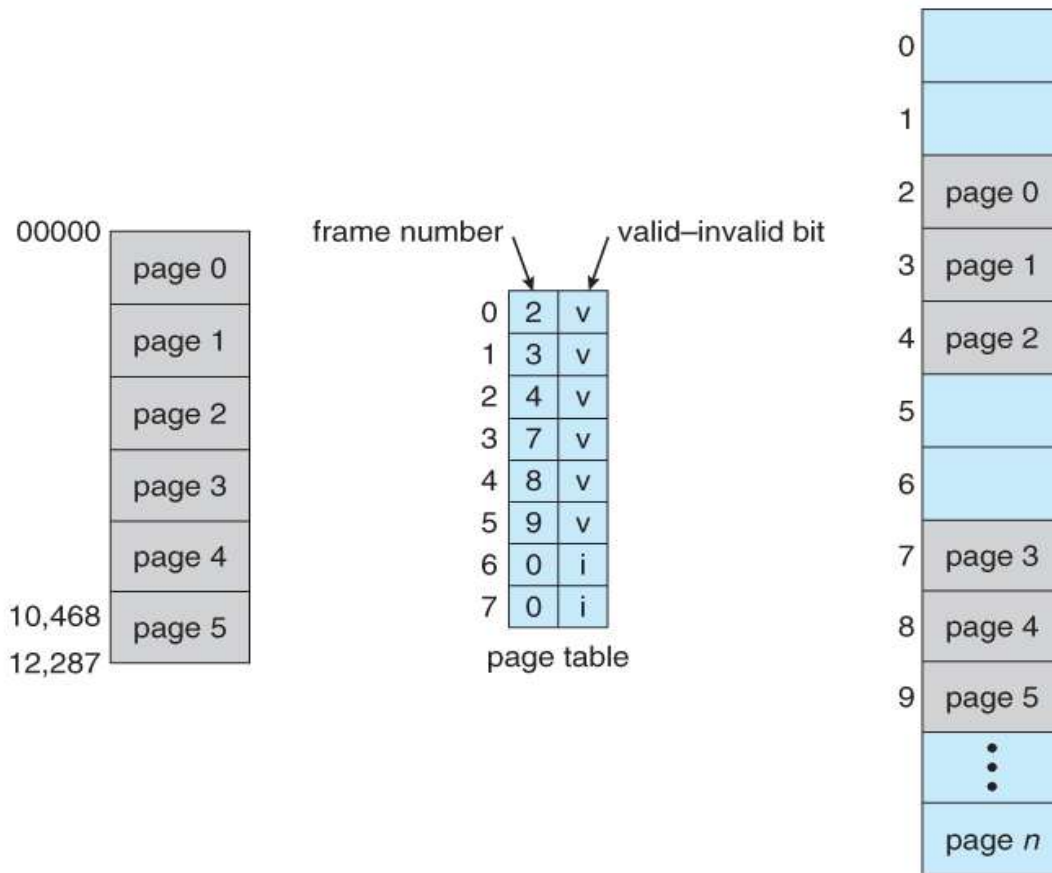 00000
page 0
page 1
page 2
page 3
page 4
10,468
page 5
12,287
frame number
valid–invalid bit
0 2 v
1 3 v
2 4 v
3 7 v
4 8 v
5 9 v
6 0 i
7 0 i
page table
0
1
2 page 0
3 page 1
4 page 2
5
6
7 page 3
8 page 4
9 page 5
page n